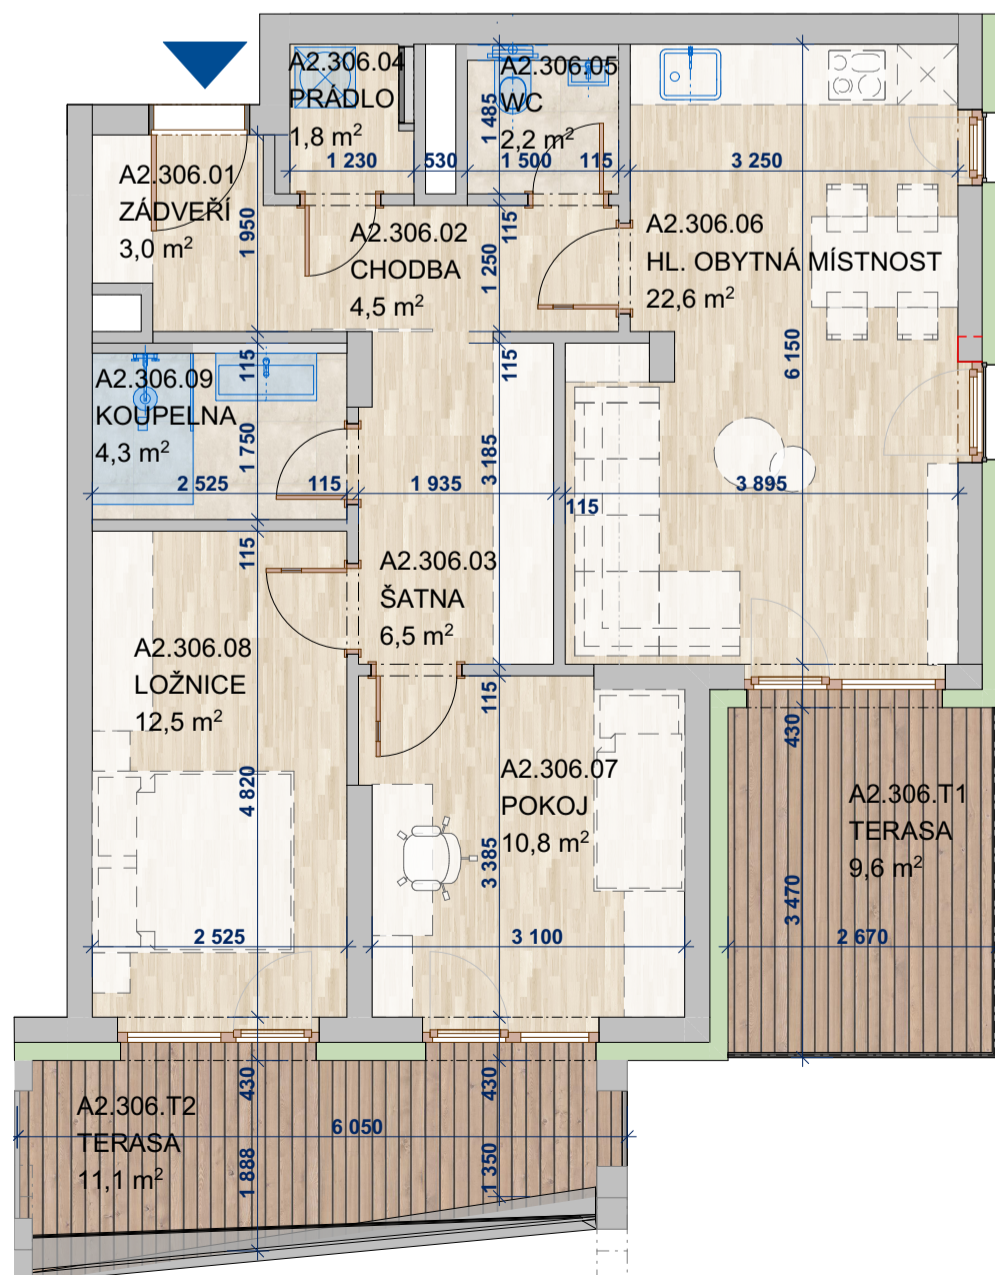 A2.306.04
PRÁDLO
1,8 m²
A2.306.05
WC
2,2 m²
1 485
1 230
530
1 500
115
3 250
A2.306.01
ZÁDVEŘÍ
3,0 m²
1 950
A2.306.02
CHODBA
4,5 m²
115
1 250
A2.306.06
HL. OBYTNÁ MÍSTNOST
22,6 m²
6 150
115
115
A2.306.09
KOUPELNA
4,3 m²
1 750
3 185
2 525
115
1 935
115
3 895
115
A2.306.03
ŠATNA
6,5 m²
A2.306.08
LOŽNICE
12,5 m²
115
430
4 820
A2.306.07
POKOJ
10,8 m²
3 385
A2.306.T1
TERASA
9,6 m²
3 470
2 525
3 100
2 670
430
430
A2.306.T2
TERASA
11,1 m²
6 050
1 888
1 350